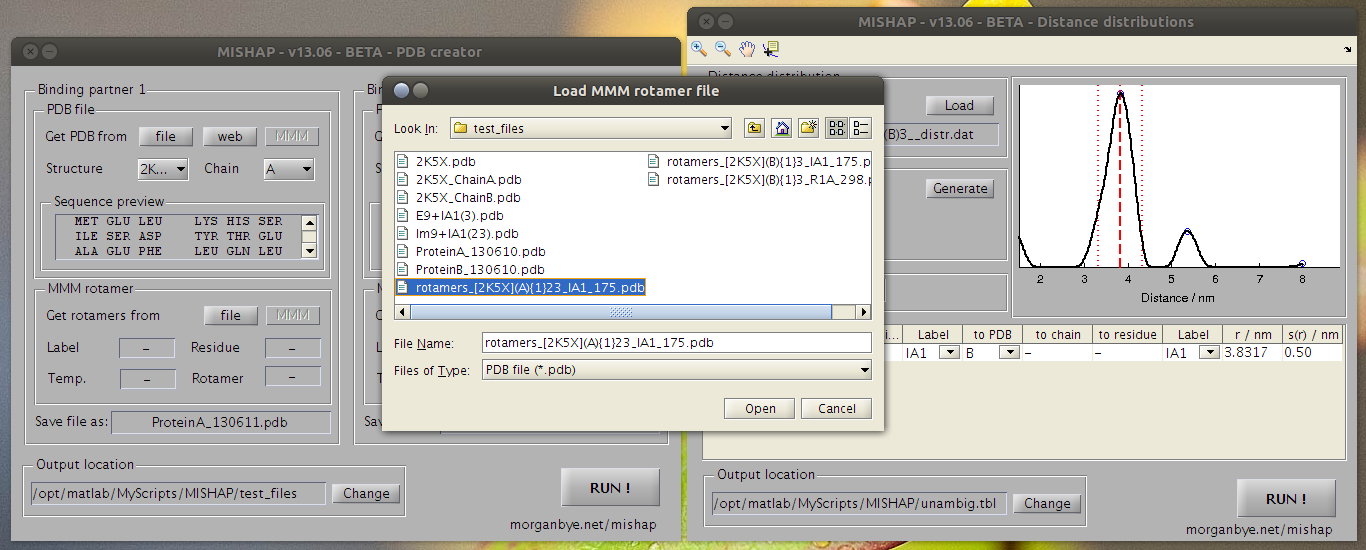 MISHAP - v13.06 - BETA - PDB creator
Binding partner 1
PDB file
Get PDB from file web MMM
Structure 2K... Chain A
Sequence preview
MET GLU LEU LYS HIS SER
ILE SER ASP TYR THR GLU
ALA GLU PHE LEU GLN LEU
MMM rotamer
Get rotamers from file MMM
Label - Residue -
Temp. - Rotamer -
Save file as: ProteinA_130611.pdb
Output location
/opt/matlab/MyScripts/MISHAP/test_files Change
RUN !
morganbye.net/mishap
Load MMM rotamer file
Look In: test_files
2K5X.pdb
2K5X_ChainA.pdb
2K5X_ChainB.pdb
E9+IA1(3).pdb
Im9+IA1(23).pdb
ProteinA_130610.pdb
ProteinB_130610.pdb
rotamers_[2K5X](A){1}23_IA1_175.pdb
rotamers_[2K5X](B){1}3_IA1_175.p
rotamers_[2K5X](B){1}3_R1A_298.p
File Name: rotamers_[2K5X](A){1}23_IA1_175.pdb
Files of Type: PDB file (*.pdb)
Open Cancel
MISHAP - v13.06 - BETA - Distance distributions
Distance distribution
Load
(B)3__distr.dat
Generate
2 3 4 5 6 7 8
Distance / nm
i... Label to PDB to chain to residue Label r / nm s(r) / nm
IA1 B - - IA1 3.8317 0.50
Output location
/opt/matlab/MyScripts/MISHAP/unambig.tbl Change
RUN !
morganbye.net/mishap